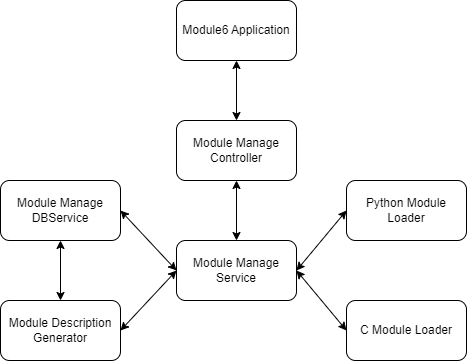 Module6 Application
Module Manage
Controller
Module Manage
DBService
Python Module
Loader
Module Manage
Service
Module Description
Generator
C Module Loader